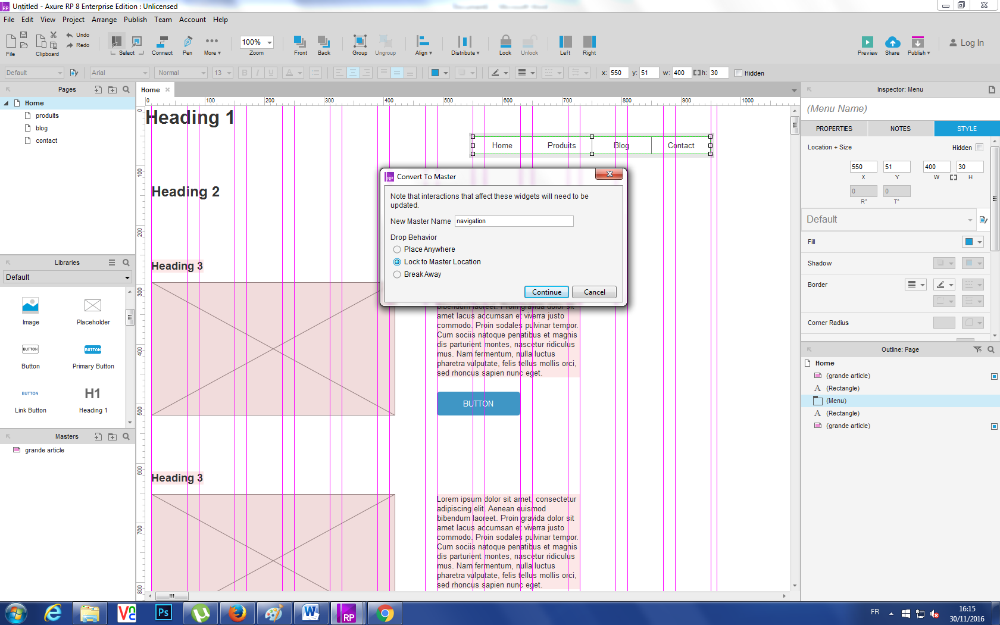 Untitled - Axure RP 8 Enterprise Edition : Unlicensed
File Edit View Project Arrange Publish Team Account Help
Undo
Redo
File Clipboard Select Connect Pen More 100% Zoom Front Back Group Ungroup Align Distribute Lock Unlock Left Right Preview Share Publish Log In
Default Arial Normal 13 B I U A x: 550 y: 51 w: 400 h: 30 Hidden
Pages
Home
produits
blog
contact
Libraries
Default
Image Placeholder
BUTTON BUTTON
Button Primary Button
BUTTON H1
Link Button Heading 1
Masters
grande article
Home
0 100 200 300 400 500 600 700 800 900 1000
0
100
200
300
400
500
600
700
800
Heading 1
Home Produits Blog Contact
Heading 2
Heading 3
RP Convert To Master
Note that interactions that affect these widgets will need to be
updated.
New Master Name navigation
Drop Behavior
Place Anywhere
Lock to Master Location
Break Away
Continue Cancel
bibendum laoreet. Proin gravida dolor sit
amet lacus accumsan et viverra justo
commodo. Proin sodales pulvinar tempor.
Cum sociis natoque penatibus et magnis
dis parturient montes, nascetur ridiculus
mus. Nam fermentum, nulla luctus
pharetra vulputate, felis tellus mollis orci,
sed rhoncus sapien nunc eget.
BUTTON
Heading 3
Lorem ipsum dolor sit amet, consectetur
adipiscing elit. Aenean euismod
bibendum laoreet. Proin gravida dolor sit
amet lacus accumsan et viverra justo
commodo. Proin sodales pulvinar tempor.
Cum sociis natoque penatibus et magnis
dis parturient montes, nascetur ridiculus
mus. Nam fermentum, nulla luctus
pharetra vulputate, felis tellus mollis orci,
sed rhoncus sapien nunc eget.
Inspector: Menu
(Menu Name)
PROPERTIES NOTES STYLE
Location + Size Hidden
550 51 400 30
X Y W H
0 0
R° T°
Default
Fill
Shadow
Border
Corner Radius
Outline: Page
Home
(grande article)
A (Rectangle)
(Menu)
A (Rectangle)
(grande article)
Ps W RP
FR
16:15
30/11/2016